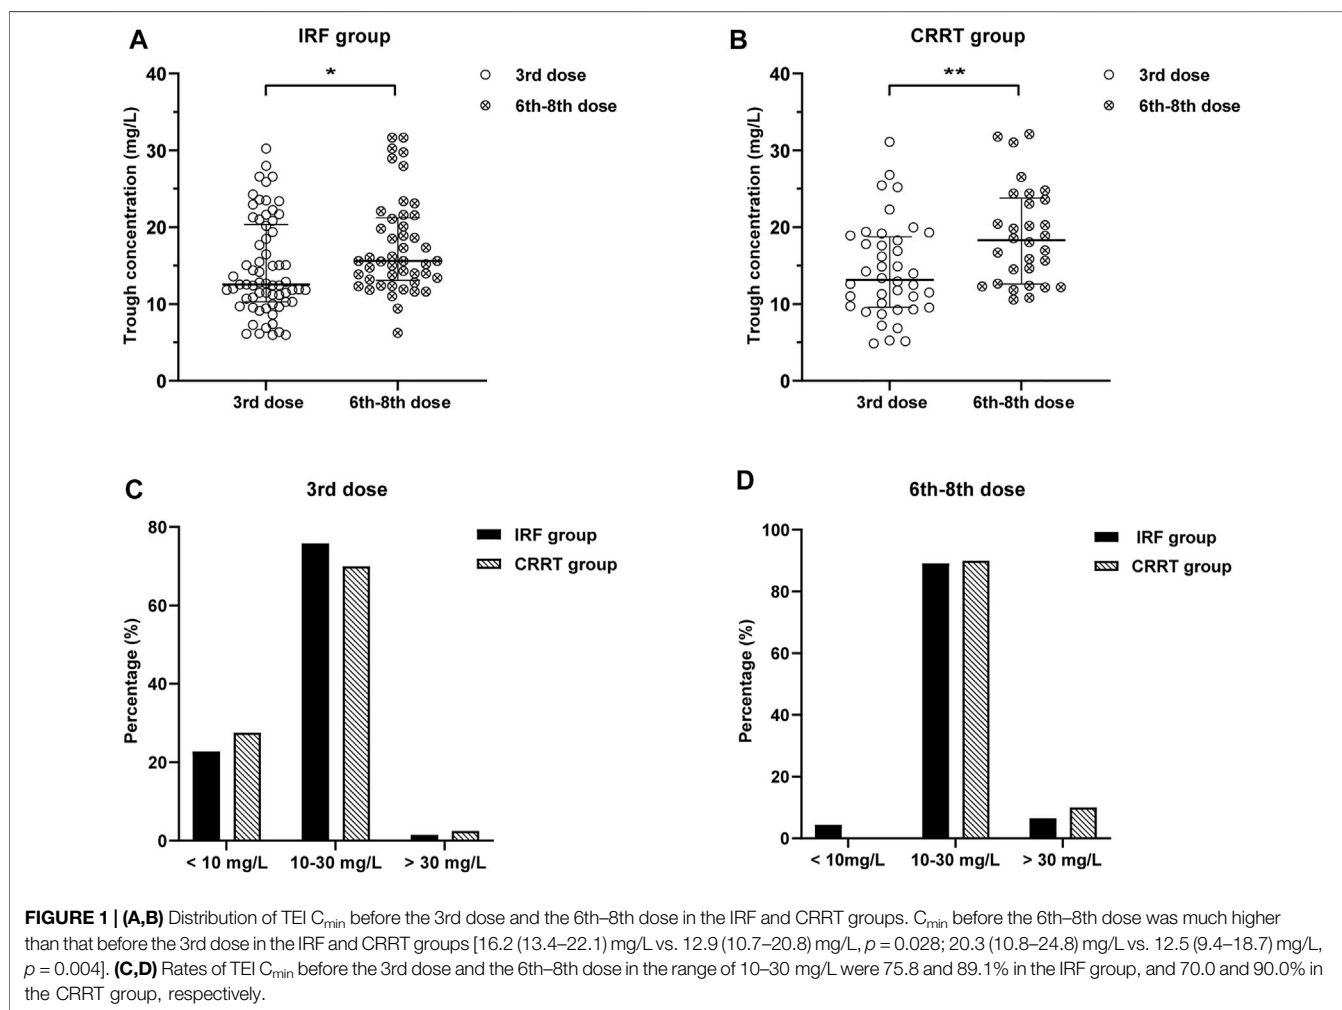 A
IRF group
*
3rd dose
6th-8th dose
Trough concentration (mg/L)
40
30
20
10
0
3rd dose
6th-8th dose
B
CRRT group
**
3rd dose
6th-8th dose
Trough concentration (mg/L)
40
30
20
10
0
3rd dose
6th-8th dose
C
3rd dose
IRF group
CRRT group
Percentage (%)
80
60
40
20
0
< 10 mg/L
10-30 mg/L
> 30 mg/L
D
6th-8th dose
IRF group
CRRT group
Percentage (%)
100
80
60
40
20
0
< 10mg/L
10-30 mg/L
> 30 mg/L
FIGURE 1 | (A,B) Distribution of TEI Cmin before the 3rd dose and the 6th–8th dose in the IRF and CRRT groups. Cmin before the 6th–8th dose was much higher
than that before the 3rd dose in the IRF and CRRT groups [16.2 (13.4–22.1) mg/L vs. 12.9 (10.7–20.8) mg/L, p = 0.028; 20.3 (10.8–24.8) mg/L vs. 12.5 (9.4–18.7) mg/L,
p = 0.004]. (C,D) Rates of TEI Cmin before the 3rd dose and the 6th–8th dose in the range of 10–30 mg/L were 75.8 and 89.1% in the IRF group, and 70.0 and 90.0% in
the CRRT group, respectively.